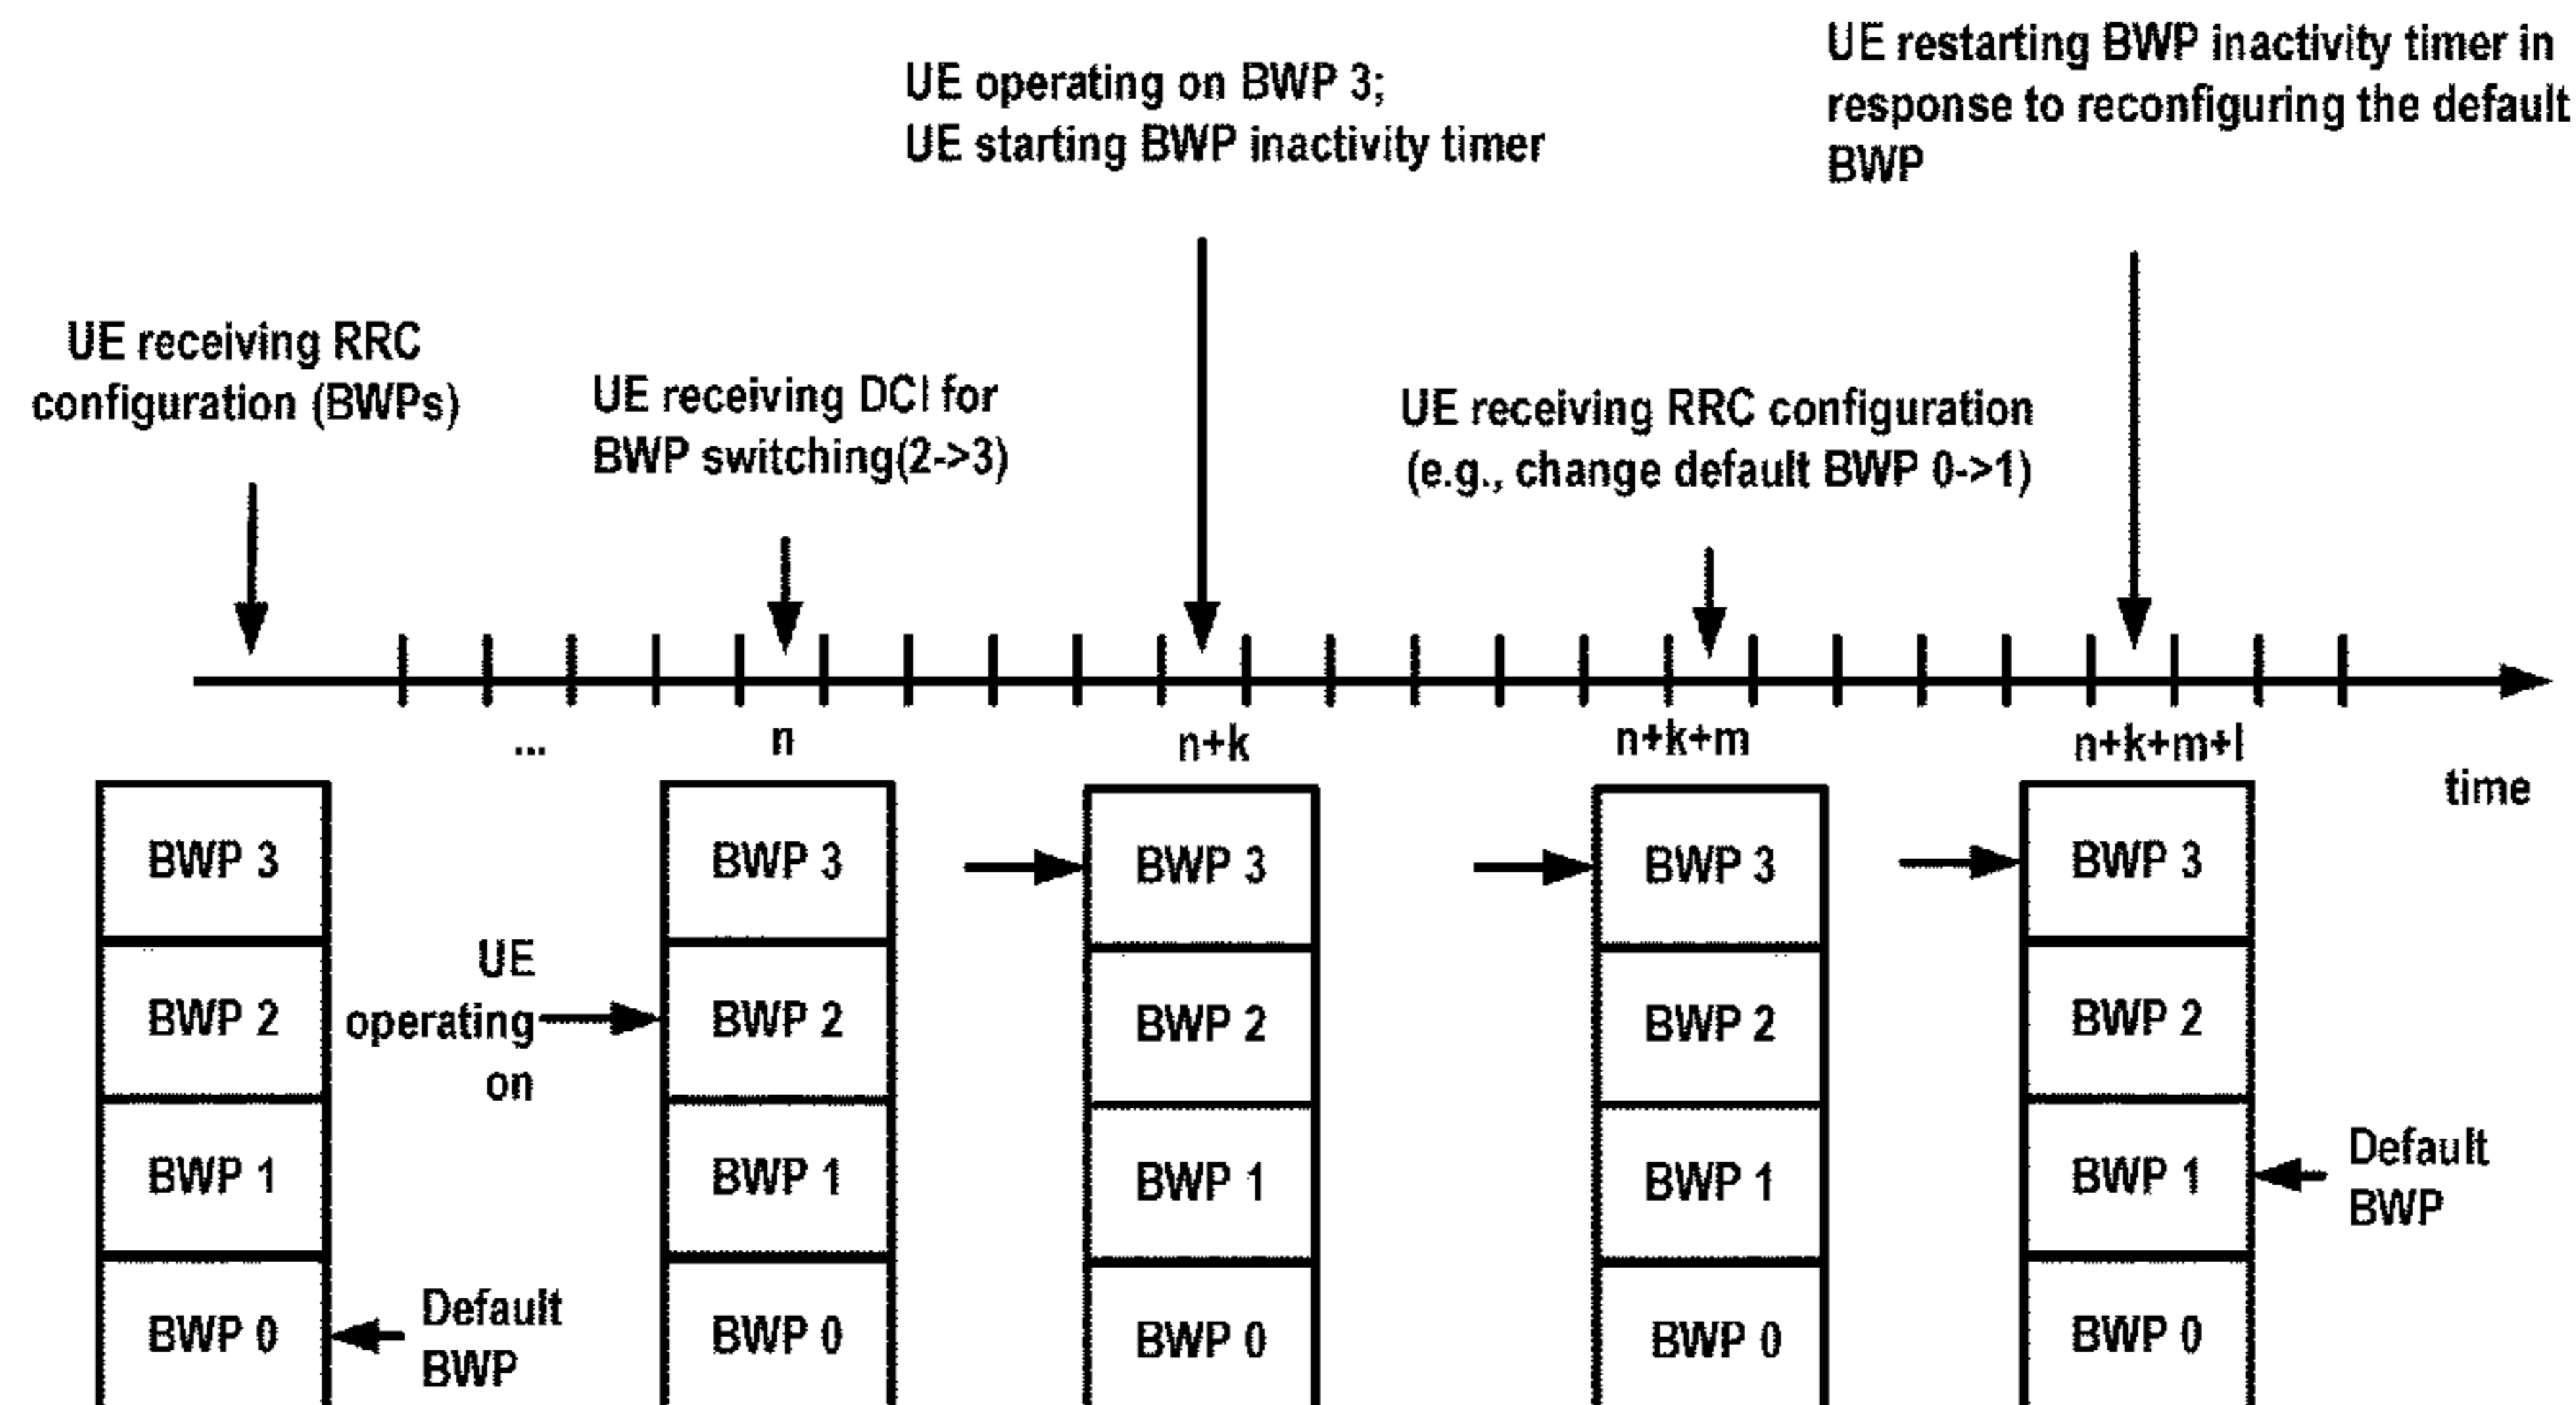 UE restarting BWP inactivity timer in
response to reconfiguring the default
BWP
UE operating on BWP 3;
UE starting BWP inactivity timer
UE receiving RRC
configuration (BWPs)
UE receiving DCI for
BWP switching(2->3)
UE receiving RRC configuration
(e.g., change default BWP 0->1)
...
n
n+k
n+k+m
n+k+m+l
time
BWP 3
BWP 2
BWP 1
BWP 0
Default
BWP
UE
operating
on
BWP 3
BWP 2
BWP 1
BWP 0
BWP 3
BWP 2
BWP 1
BWP 0
BWP 3
BWP 2
BWP 1
BWP 0
BWP 3
BWP 2
BWP 1
BWP 0
Default
BWP